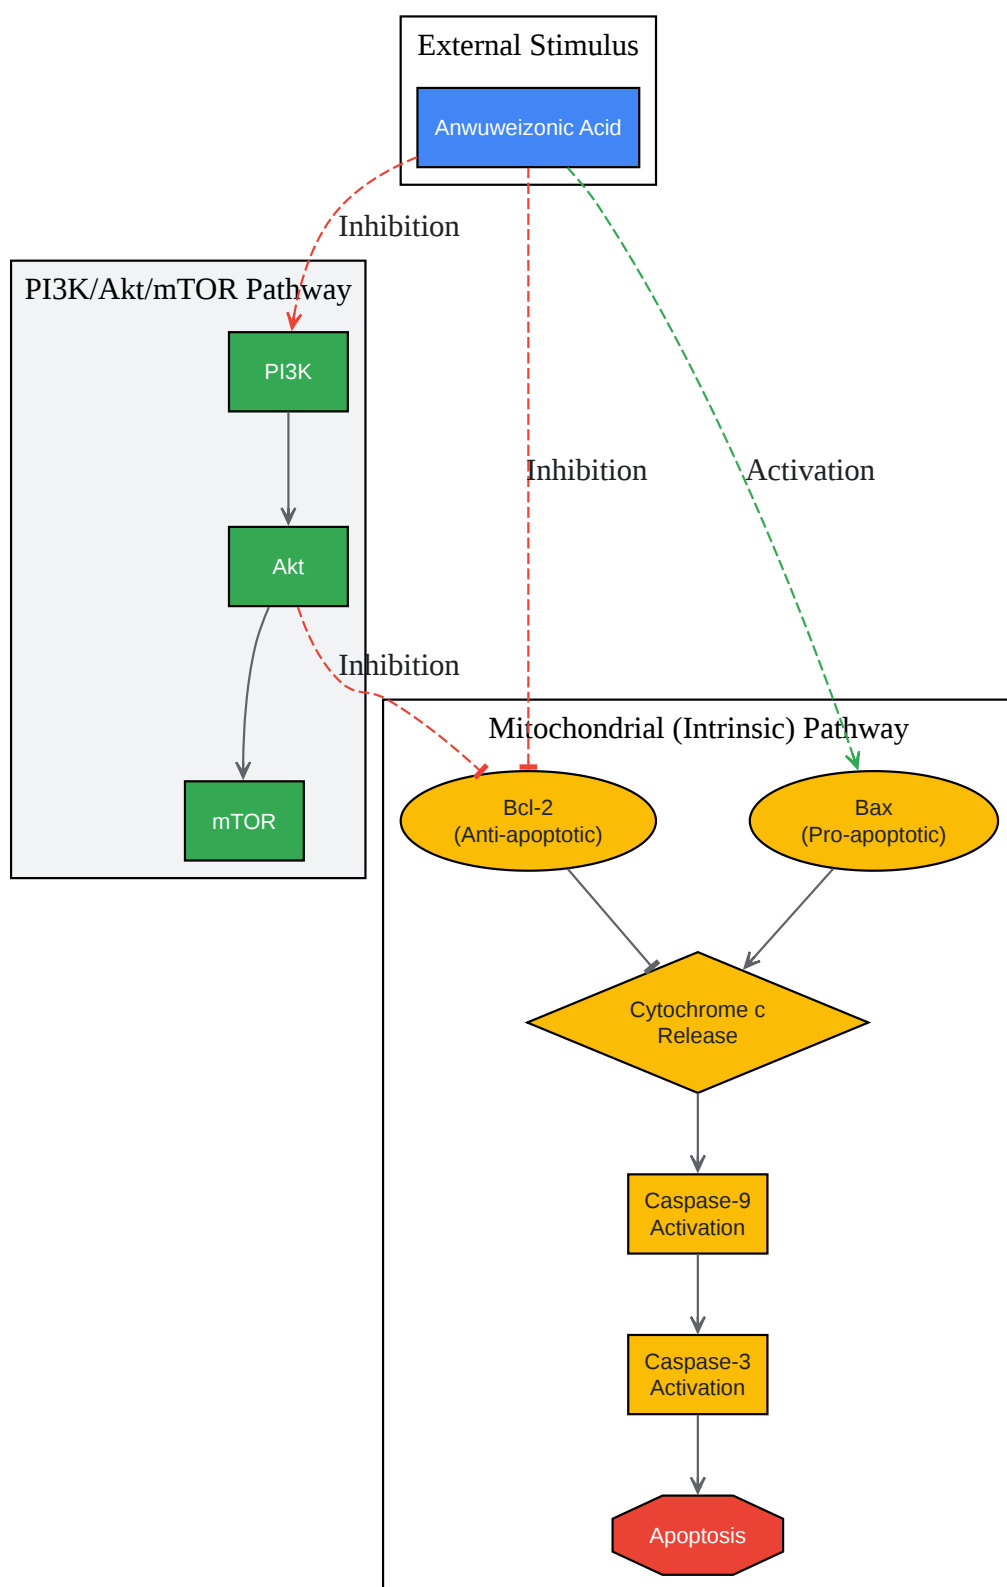 External Stimulus
Anwuweizonic Acid
Inhibition
PI3K/Akt/mTOR Pathway
PI3K
Inhibition
Activation
Akt
Inhibition
Mitochondrial (Intrinsic) Pathway
mTOR
Bcl-2
(Anti-apoptotic)
Bax
(Pro-apoptotic)
Cytochrome c
Release
Caspase-9
Activation
Caspase-3
Activation
Apoptosis